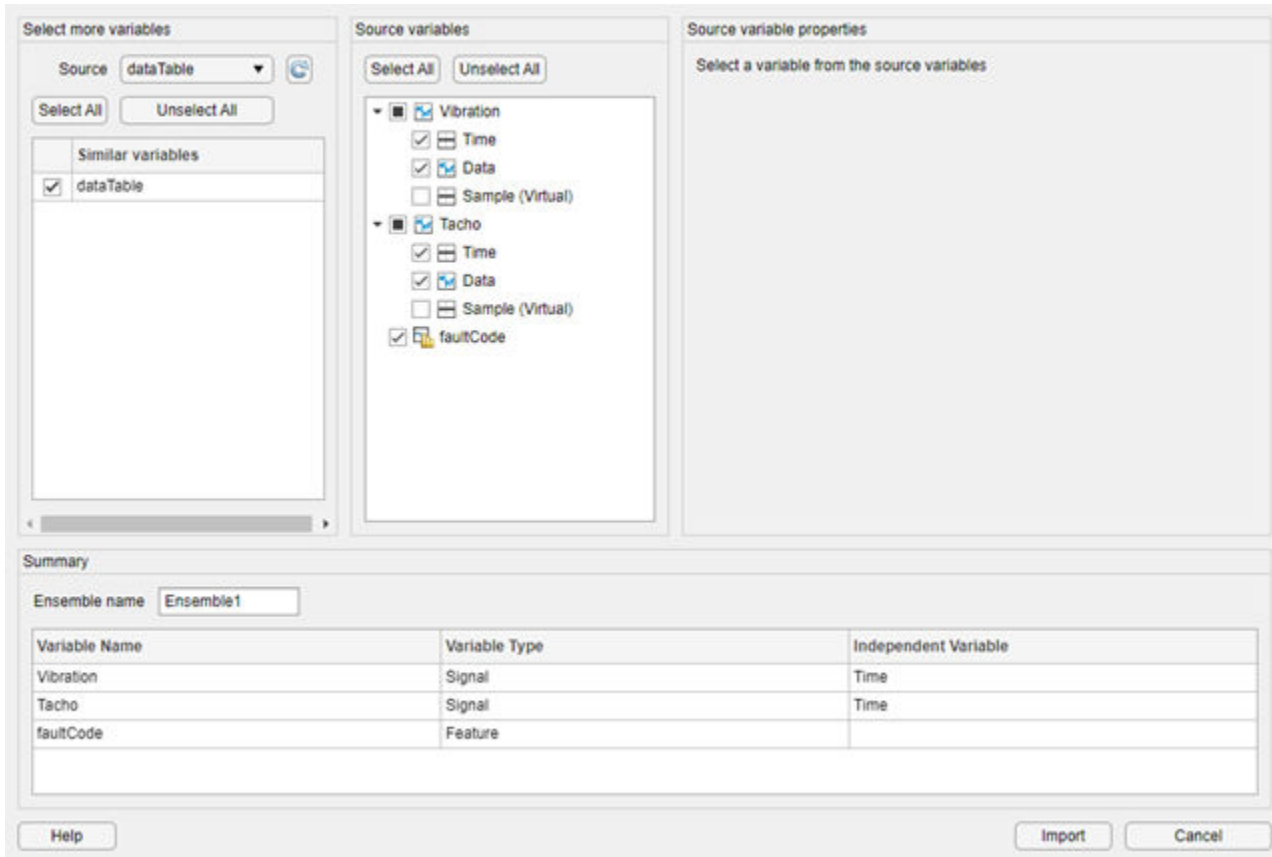 Select more variables
Source dataTable
Select All Unselect All
Similar variables
dataTable
Source variables
Select All Unselect All
Vibration
Time
Data
Sample (Virtual)
Tacho
Time
Data
Sample (Virtual)
faultCode
Source variable properties
Select a variable from the source variables
Summary
Ensemble name Ensemble1
Variable Name Variable Type Independent Variable
Vibration Signal Time
Tacho Signal Time
faultCode Feature
Help Import Cancel